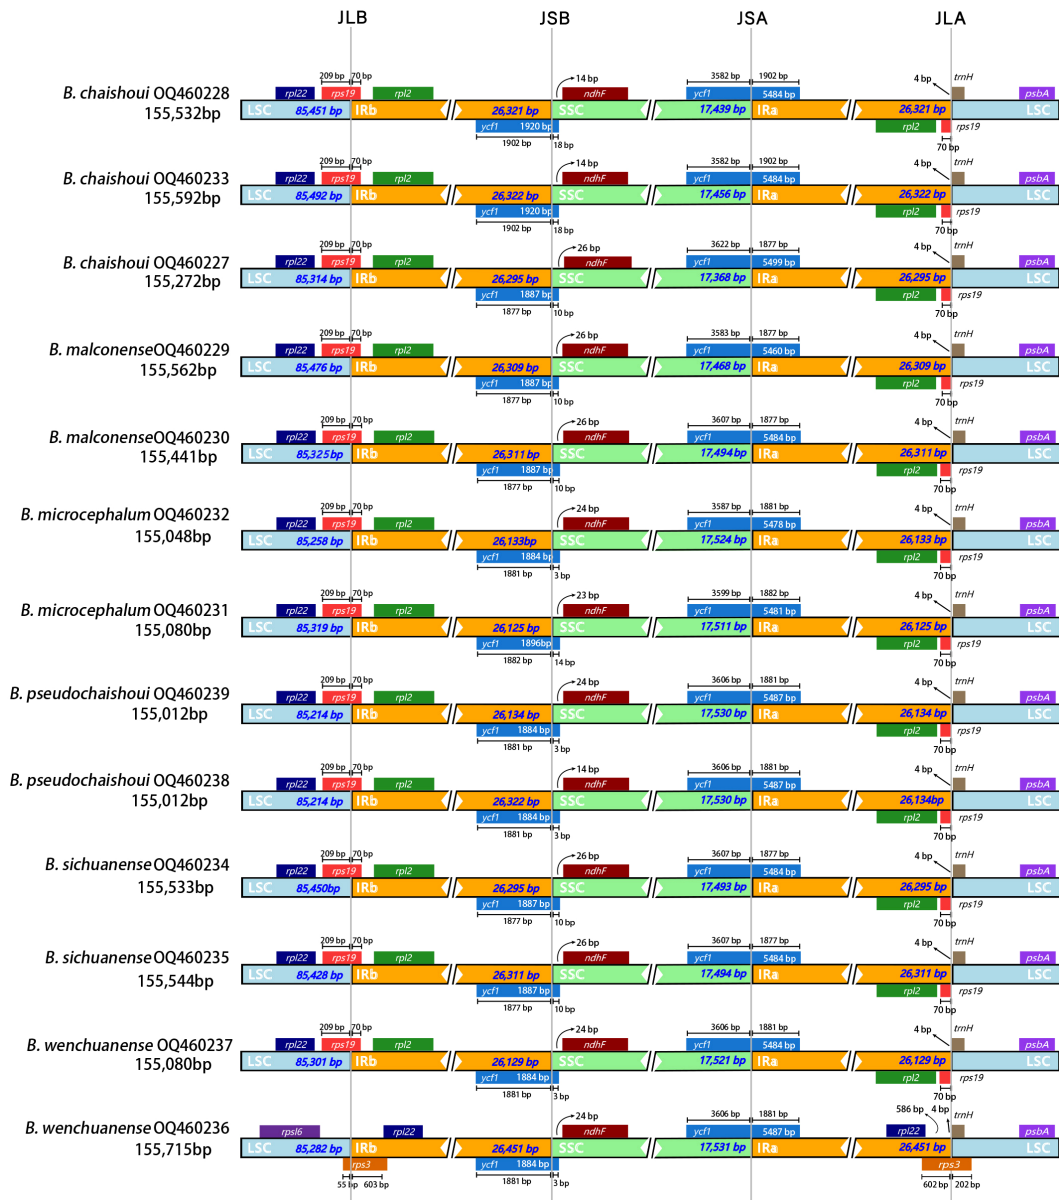 JLB JSB JSA JLA
209 bp 70 bp 14 bp 3582 bp 1902 bp 4 bp trnH
B. chaishoui OQ460228 rpl22 rps19 rpl2 ndhF ycf1 5484 bp psbA
155,532bp LSC 85,451 bp IRb 26,321 bp SSC 17,439 bp IRa 26,321 bp LSC
ycf1 1920 bp rpl2 rps19
1902 bp 18 bp 70 bp
209 bp 70 bp 14 bp 3582 bp 1902 bp 4 bp trnH
B. chaishoui OQ460233 rpl22 rps19 rpl2 ndhF ycf1 5484 bp psbA
155,592bp LSC 85,492 bp IRb 26,322 bp SSC 17,456 bp IRa 26,322 bp LSC
ycf1 1920 bp rpl2 rps19
1902 bp 18 bp 70 bp
209 bp 70 bp 26 bp 3622 bp 1877 bp 4 bp trnH
B. chaishoui OQ460227 rpl22 rps19 rpl2 ndhF ycf1 5499 bp psbA
155,272bp LSC 85,314 bp IRb 26,295 bp SSC 17,368 bp IRa 26,295 bp LSC
ycf1 1887 bp rpl2 rps19
1877 bp 10 bp 70 bp
209 bp 70 bp 26 bp 3583 bp 1877 bp 4 bp trnH
B. malconenseOQ460229 rpl22 rps19 rpl2 ndhF ycf1 5460 bp psbA
155,562bp LSC 85,476 bp IRb 26,309 bp SSC 17,468 bp IRa 26,309 bp LSC
ycf1 1887 bp rpl2 rps19
1877 bp 10 bp 70 bp
209 bp 70 bp 26 bp 3607 bp 1877 bp 4 bp trnH
B. malconenseOQ460230 rpl22 rps19 rpl2 ndhF ycf1 5484 bp psbA
155,441bp LSC 85,325 bp IRb 26,311 bp SSC 17,494 bp IRa 26,311 bp LSC
ycf1 1887 bp rpl2 rps19
1877 bp 10 bp 70 bp
209 bp 70 bp 24 bp 3587 bp 1881 bp 4 bp trnH
B. microcephalum OQ460232 rpl22 rps19 rpl2 ndhF ycf1 5478 bp psbA
155,048bp LSC 85,258 bp IRb 26,133bp SSC 17,524 bp IRa 26,133 bp LSC
ycf1 1884 bp rpl2 rps19
1881 bp 3 bp 70 bp
209 bp 70 bp 23 bp 3599 bp 1882 bp 4 bp trnH
B. microcephalum OQ460231 rpl22 rps19 rpl2 ndhF ycf1 5481 bp psbA
155,080bp LSC 85,319 bp IRb 26,125 bp SSC 17,511 bp IRa 26,125 bp LSC
ycf1 1896bp rpl2 rps19
1882 bp 14 bp 70 bp
209 bp 70 bp 24 bp 3606 bp 1881 bp 4 bp trnH
B. pseudochaishoui OQ460239 rpl22 rps19 rpl2 ndhF ycf1 5487 bp psbA
155,012bp LSC 85,214 bp IRb 26,134 bp SSC 17,530 bp IRa 26,134 bp LSC
ycf1 1884 bp rpl2 rps19
1881 bp 3 bp 70 bp
209 bp 70 bp 14 bp 3606 bp 1881 bp 4 bp trnH
B. pseudochaishoui OQ460238 rpl22 rps19 rpl2 ndhF ycf1 5487 bp psbA
155,012bp LSC 85,214 bp IRb 26,322 bp SSC 17,530 bp IRa 26,134bp LSC
ycf1 1884 bp rpl2 rps19
1881 bp 3 bp 70 bp
209 bp 70 bp 26 bp 3607 bp 1877 bp 4 bp trnH
B. sichuanense OQ460234 rpl22 rps19 rpl2 ndhF ycf1 5484 bp psbA
155,533bp LSC 85,450bp IRb 26,295 bp SSC 17,493 bp IRa 26,295 bp LSC
ycf1 1887 bp rpl2 rps19
1877 bp 10 bp 70 bp
209 bp 70 bp 26 bp 3607 bp 1877 bp 4 bp trnH
B. sichuanense OQ460235 rpl22 rps19 rpl2 ndhF ycf1 5484 bp psbA
155,544bp LSC 85,428 bp IRb 26,311 bp SSC 17,494 bp IRa 26,311 bp LSC
ycf1 1887 bp rpl2 rps19
1877 bp 10 bp 70 bp
209 bp 70 bp 24 bp 3606 bp 1881 bp 4 bp trnH
B. wenchuanense OQ460237 rpl22 rps19 rpl2 ndhF ycf1 5484 bp psbA
155,080bp LSC 85,301 bp IRb 26,129 bp SSC 17,521 bp IRa 26,129 bp LSC
ycf1 1884 bp rpl2 rps19
1881 bp 3 bp 70 bp
24 bp 3606 bp 1881 bp 586 bp 4 bp trnH
B. wenchuanense OQ460236 rpsl6 rpl22 ndhF ycf1 5487 bp rpl22 psbA
155,715bp LSC 85,282 bp IRb 26,451 bp SSC 17,531 bp IRa 26,451 bp LSC
rps3 ycf1 1884 bp rps3
55 bp 603 bp 1881 bp 3 bp 602 bp 202 bp